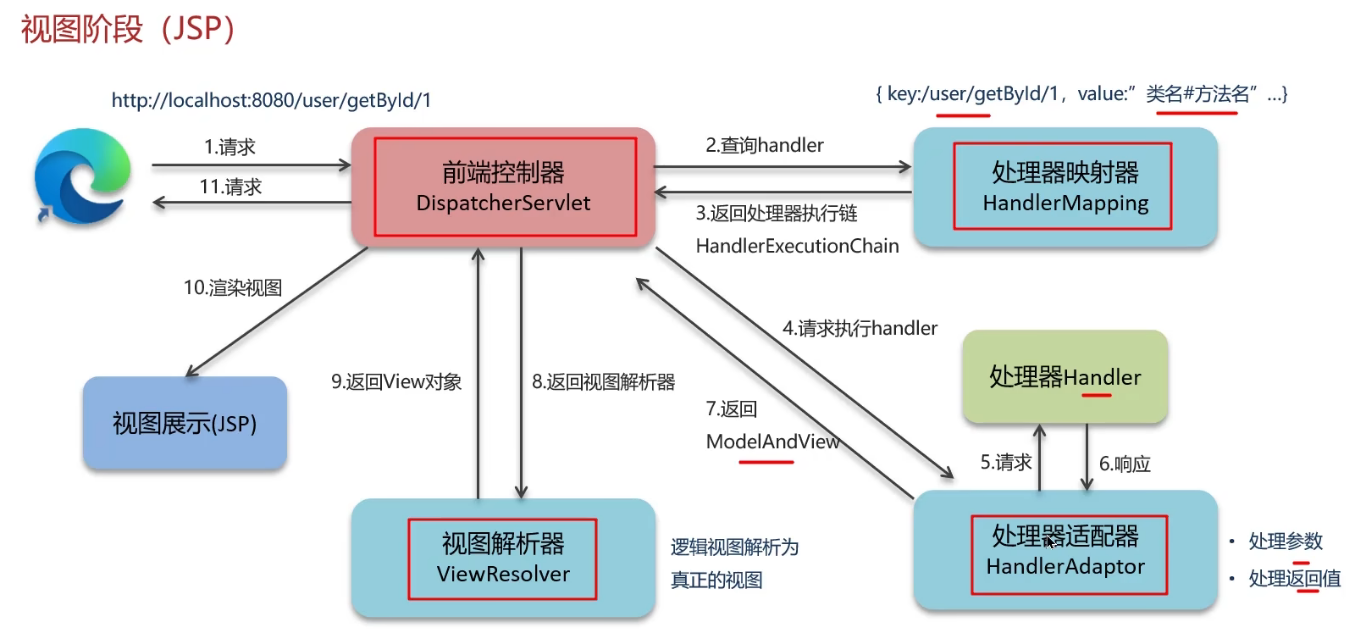 视图阶段（JSP）
http://localhost:8080/user/getById/1
{ key:/user/getById/1，value:”类名#方法名” ...}
1.请求
11.请求
前端控制器
DispatcherServlet
2.查询handler
3.返回处理器执行链
HandlerExecutionChain
处理器映射器
HandlerMapping
10.渲染视图
4.请求执行handler
处理器Handler
9.返回View对象
8.返回视图解析器
7.返回
ModelAndView
视图展示(JSP)
5.请求
6.响应
视图解析器
ViewResolver
逻辑视图解析为
真正的视图
处理器适配器
HandlerAdaptor
• 处理参数
• 处理返回值